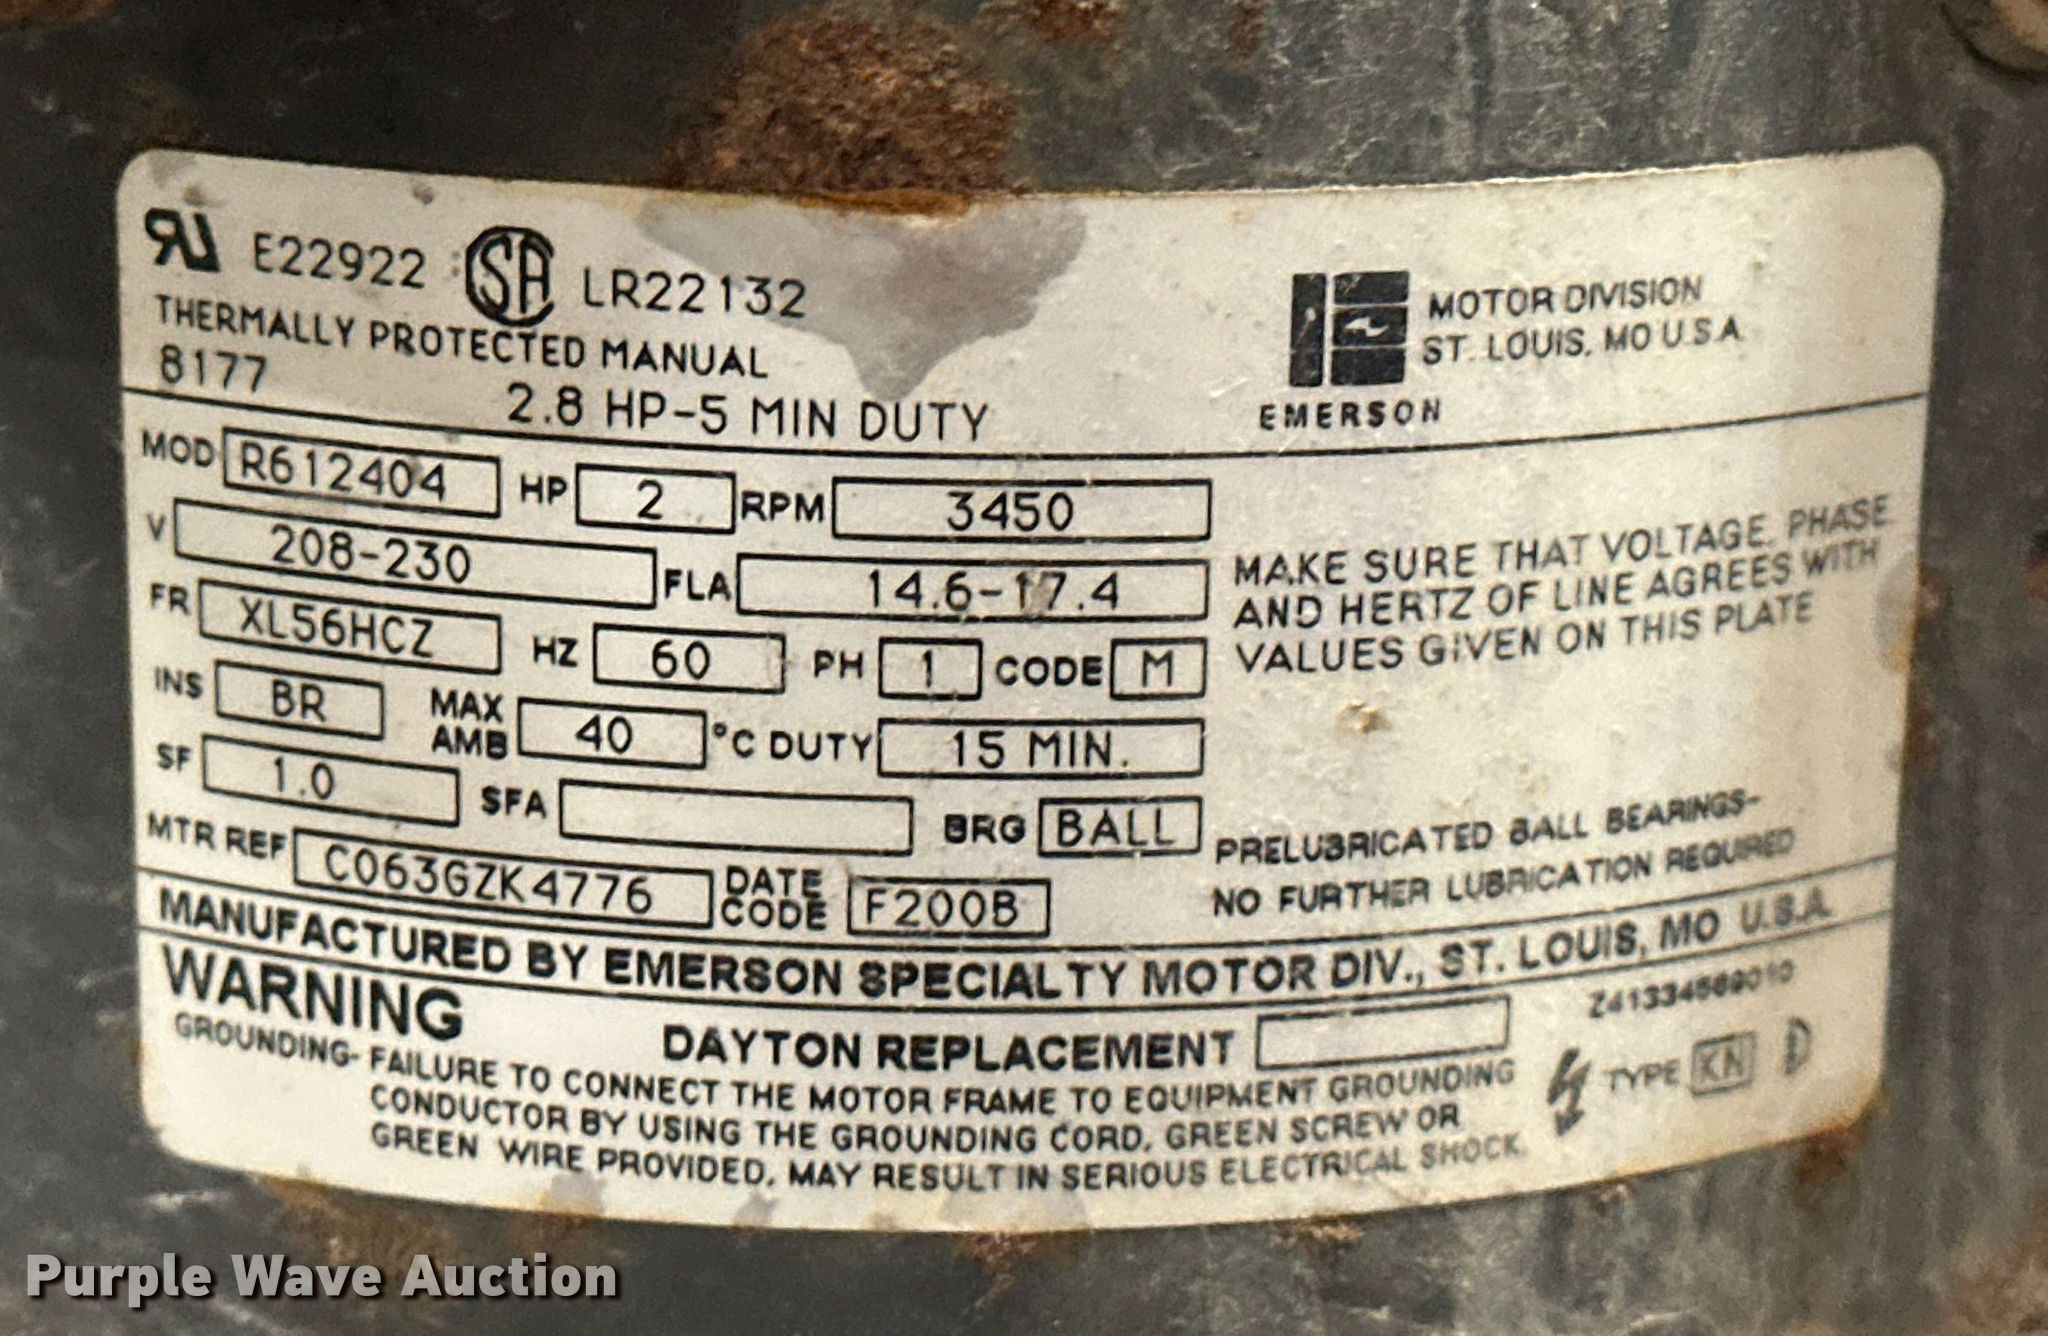 RU E22922 SA LR22132
THERMALLY PROTECTED MANUAL
8177
2.8 HP-5 MIN DUTY
MOTOR DIVISION
ST. LOUIS, MO U.S.A.
EMERSON
MOD R612404 HP 2 RPM 3450
V 208-230 FLA 14.6-17.4
FR XL56HCZ HZ 60 PH 1 CODE M
INS BR MAX AMB 40 °C DUTY 15 MIN.
SF 1.0 SFA BRG BALL
MTR REF C063GZK4776 DATE CODE F200B
MAKE SURE THAT VOLTAGE, PHASE
AND HERTZ OF LINE AGREES WITH
VALUES GIVEN ON THIS PLATE
PRELUBRICATED BALL BEARINGS-
NO FURTHER LUBRICATION REQUIRED
MANUFACTURED BY EMERSON SPECIALTY MOTOR DIV., ST. LOUIS, MO U.S.A.
WARNING
DAYTON REPLACEMENT
GROUNDING- FAILURE TO CONNECT THE MOTOR FRAME TO EQUIPMENT GROUNDING
CONDUCTOR BY USING THE GROUNDING CORD, GREEN SCREW OR
GREEN WIRE PROVIDED, MAY RESULT IN SERIOUS ELECTRICAL SHOCK.
TYPE KN D
Purple Wave Auction